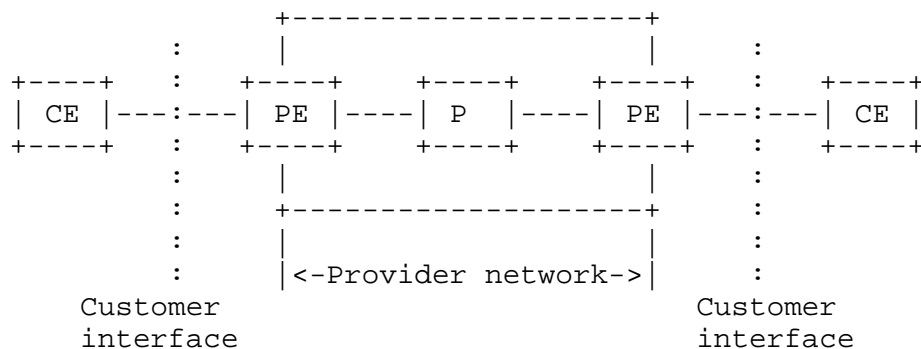 CE PE P PE CE
<-Provider network->
Customer Customer
interface interface